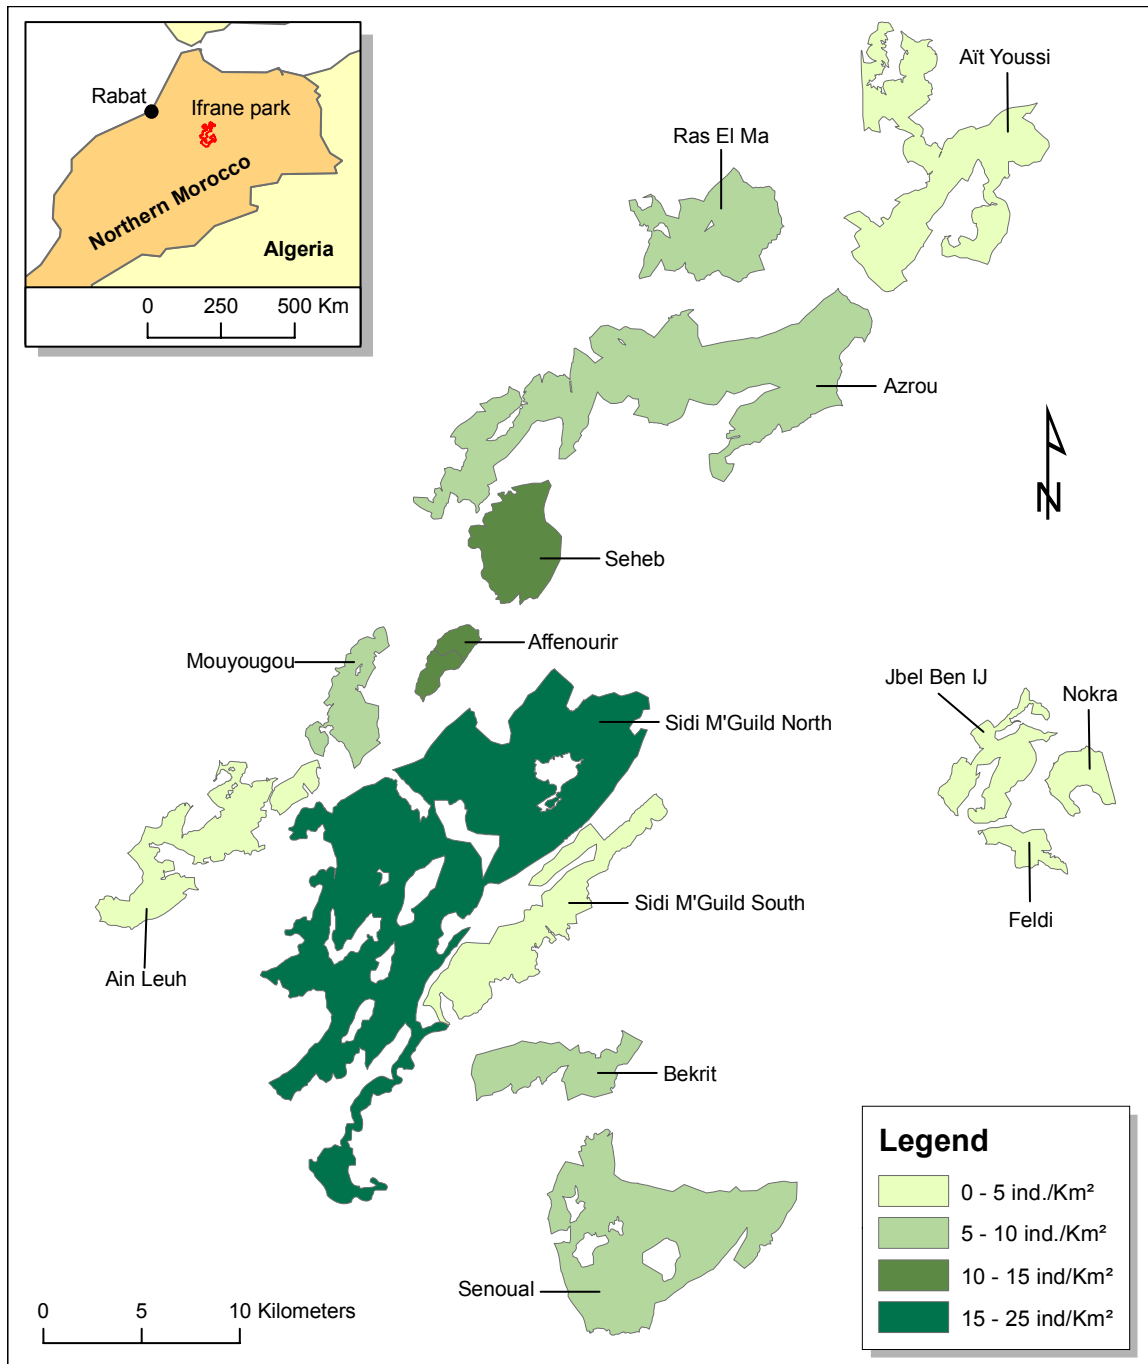 Rabat
Ifrane park
Northern Morocco
Algeria
0 250 500 Km
Aït Youssi
Ras El Ma
Azrou
N
Seheb
Affenourir
Mouyougou
Sidi M'Guild North
Jbel Ben IJ
Nokra
Sidi M'Guild South
Feldi
Ain Leuh
Bekrit
Senoual
0 5 10 Kilometers
Legend
0 - 5 ind./Km²
5 - 10 ind./Km²
10 - 15 ind/Km²
15 - 25 ind/Km²